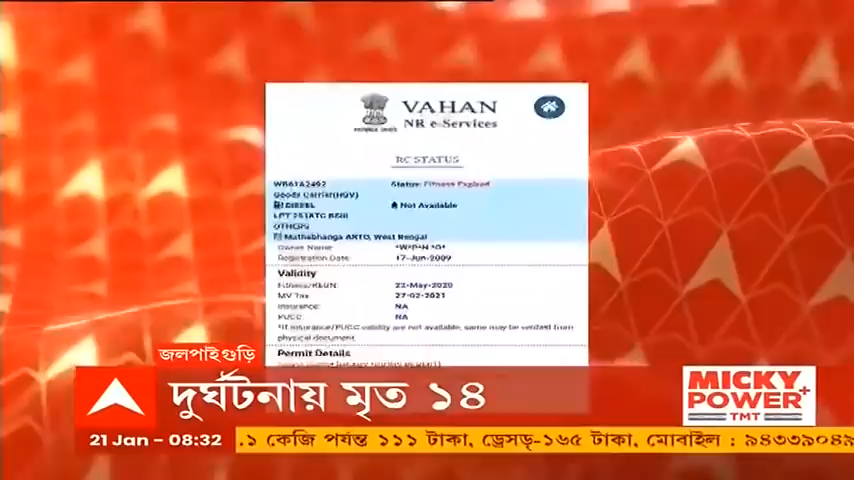 VAHAN
NR e-Services
RC STATUS
WB61A2492 Status: Fitness Expired
Goods Carrier(HGV)
DIESEL Not Available
OTHERS
Mathabhanga ARTO, West Bengal
Owner Name:
Registration Date: 17-Jun-2009
Validity
Fitness/REGN: 22-May-2020
MV Tax: 27-02-2021
Insurance: NA
PUCC: NA
*If Insurance/PUCC validity are not available, same may be verified from
physical document.
Permit Details
জলপাইগুড়ি
দুর্ঘটনায় মৃত ১৪
MICKY
POWER+
TMT
21 Jan - 08:32
.১ কেজি পর্যন্ত ১১১ টাকা, ড্রেসড্-১৬৫ টাকা, মোবাইল : ৯৪৩৩৯০৪৯